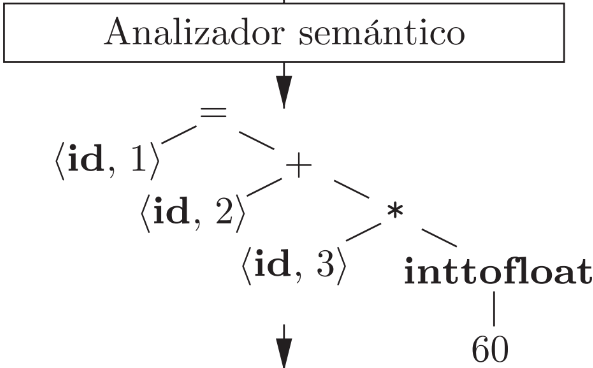 Analizador semántico
=
⟨id, 1⟩
+
⟨id, 2⟩
*
⟨id, 3⟩
inttofloat
60